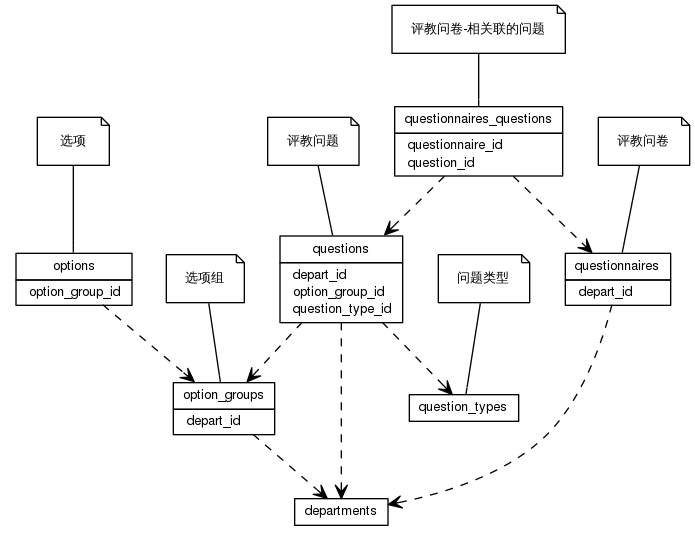 评教问卷-相关联的问题
questionnaires_questions
questionnaire_id
question_id
选项
评教问题
评教问卷
options
option_group_id
选项组
questions
depart_id
option_group_id
question_type_id
问题类型
questionnaires
depart_id
option_groups
depart_id
question_types
departments